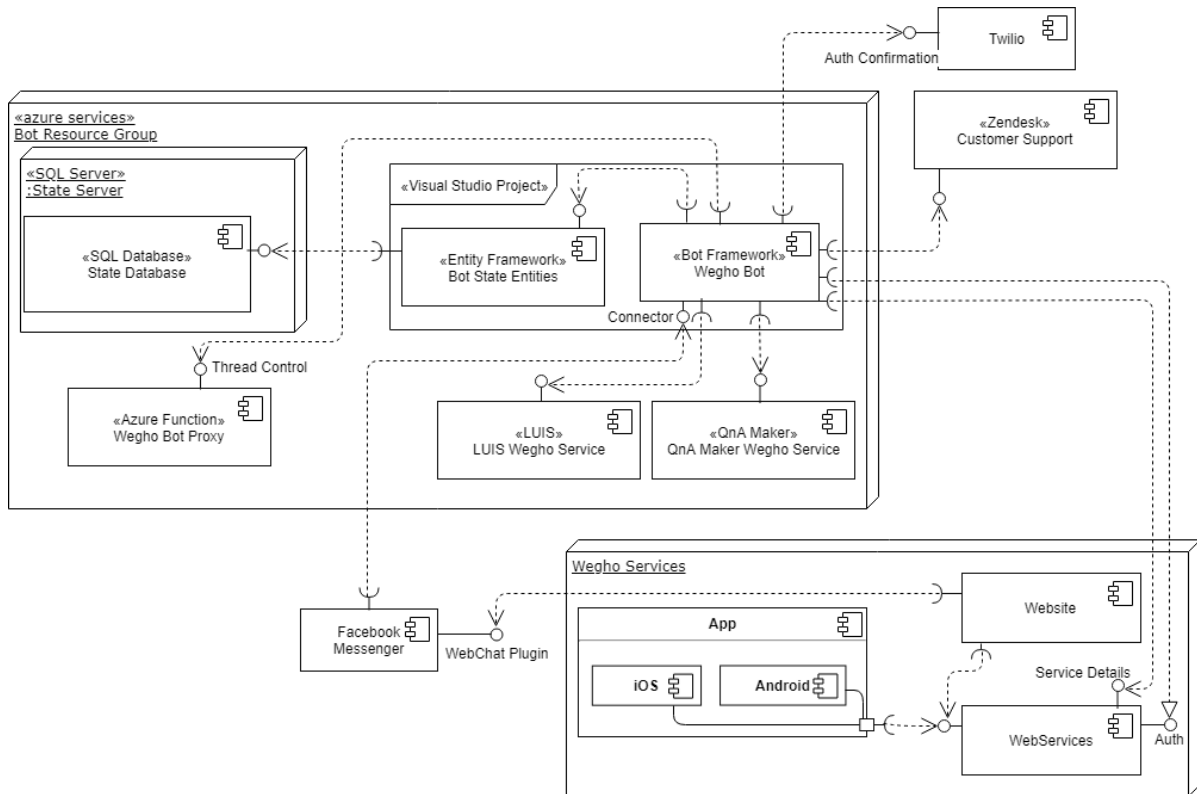 Twilio
Auth Confirmation
«azure services»
Bot Resource Group
«Zendesk»
Customer Support
«SQL Server»
:State Server
«Visual Studio Project»
«SQL Database»
State Database
«Entity Framework»
Bot State Entities
«Bot Framework»
Wegho Bot
Connector
Thread Control
«Azure Function»
Wegho Bot Proxy
«LUIS»
LUIS Wegho Service
«QnA Maker»
QnA Maker Wegho Service
Wegho Services
Facebook
Messenger
WebChat Plugin
App
iOS
Android
Website
Service Details
WebServices
Auth